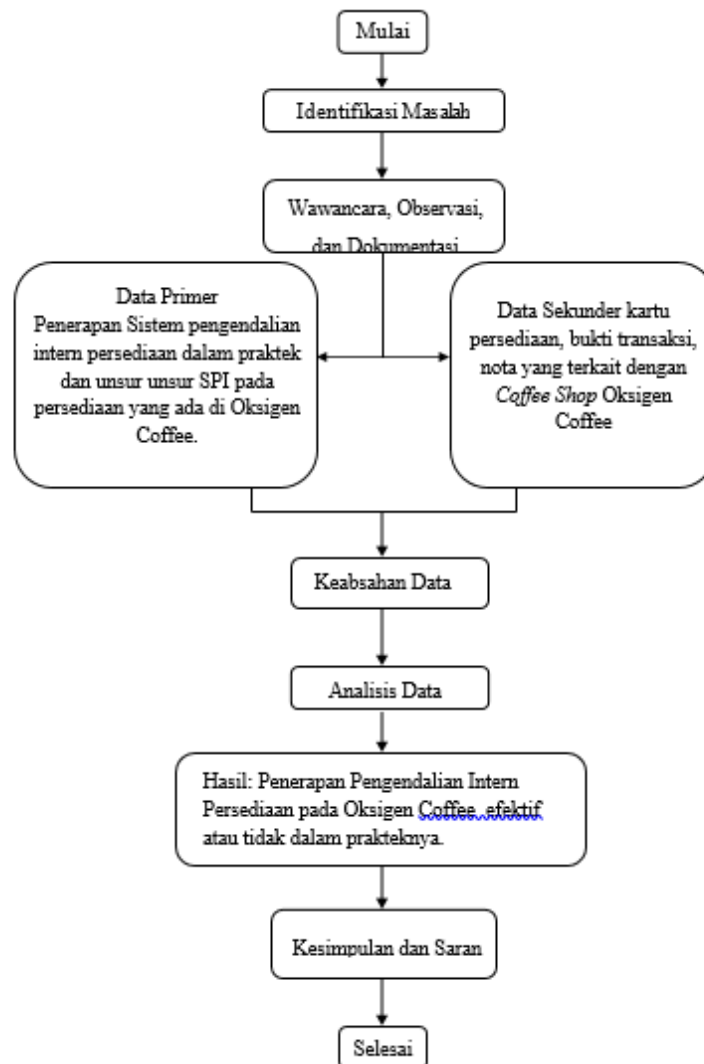 Mulai
Identifikasi Masalah
Wawancara, Observasi,
dan Dokumentasi
Data Primer
Penerapan Sistem pengendalian
intern persediaan dalam praktek
dan unsur unsur SPI pada
persediaan yang ada di Oksigen
Coffee.
Data Sekunder kartu
persediaan, bukti transaksi,
nota yang terkait dengan
Coffee Shop Oksigen
Coffee
Keabsahan Data
Analisis Data
Hasil: Penerapan Pengendalian Intern
Persediaan pada Oksigen Coffee efektif
atau tidak dalam prakteknya.
Kesimpulan dan Saran
Selesai